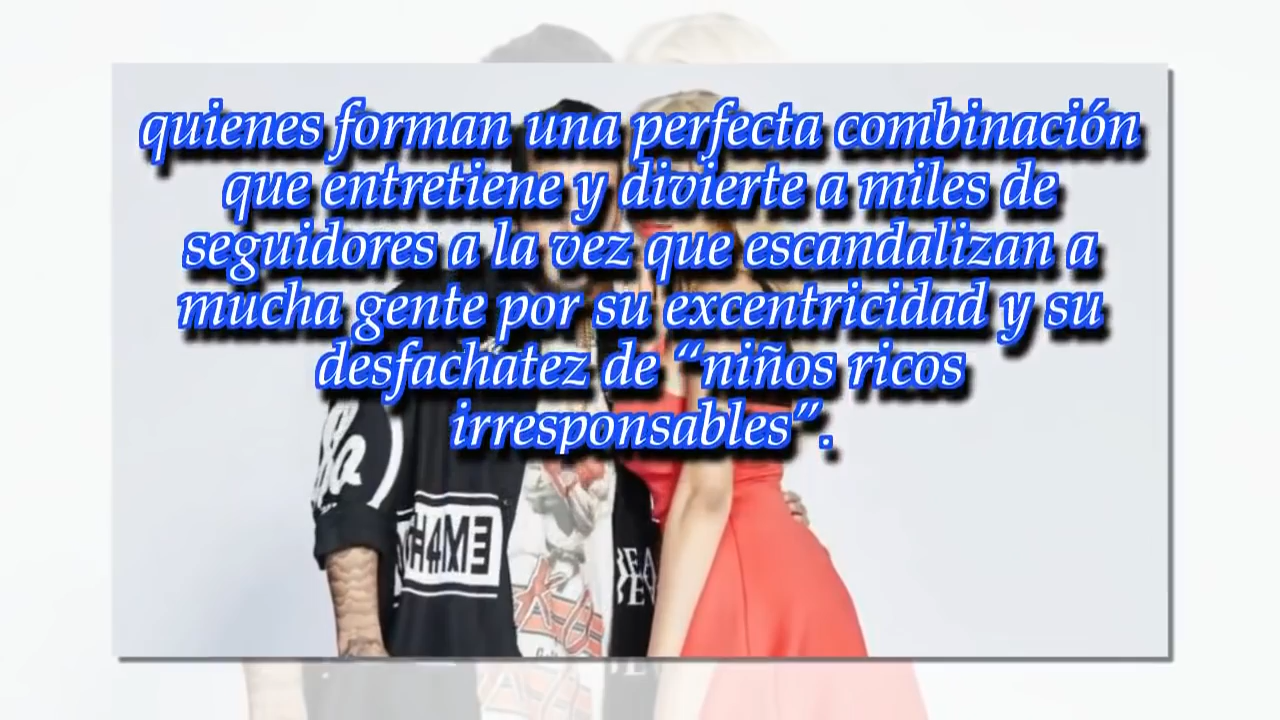 quienes forman una perfecta combinación
que entretiene y divierte a miles de
seguidores a la vez que escandalizan a
mucha gente por su excentricidad y su
desfachatez de “niños ricos
irresponsables”.